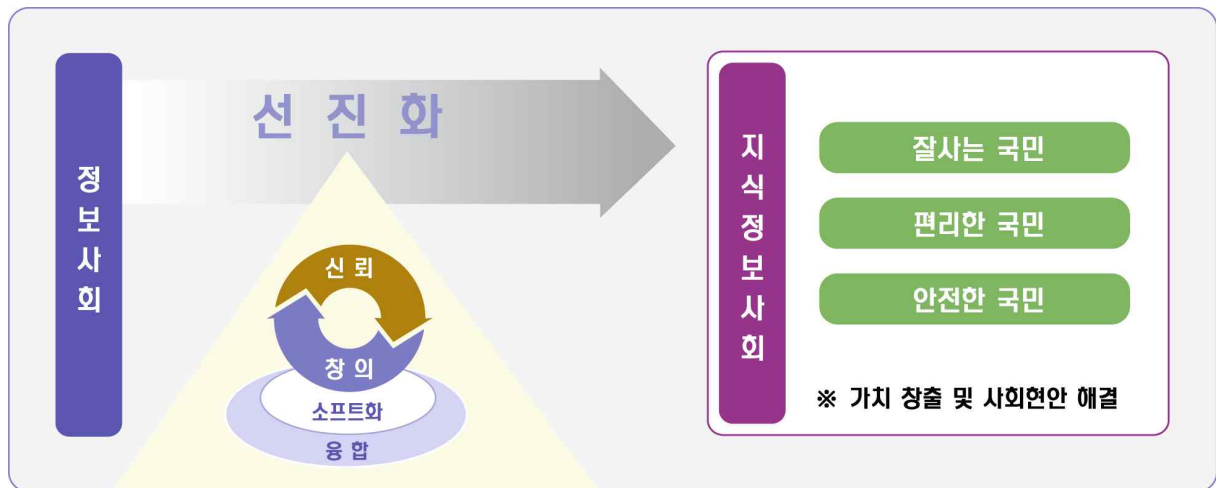 정보사회
선진화
신뢰
창의
소프트화
융합
지식정보사회
잘사는 국민
편리한 국민
안전한 국민
※ 가치 창출 및 사회현안 해결